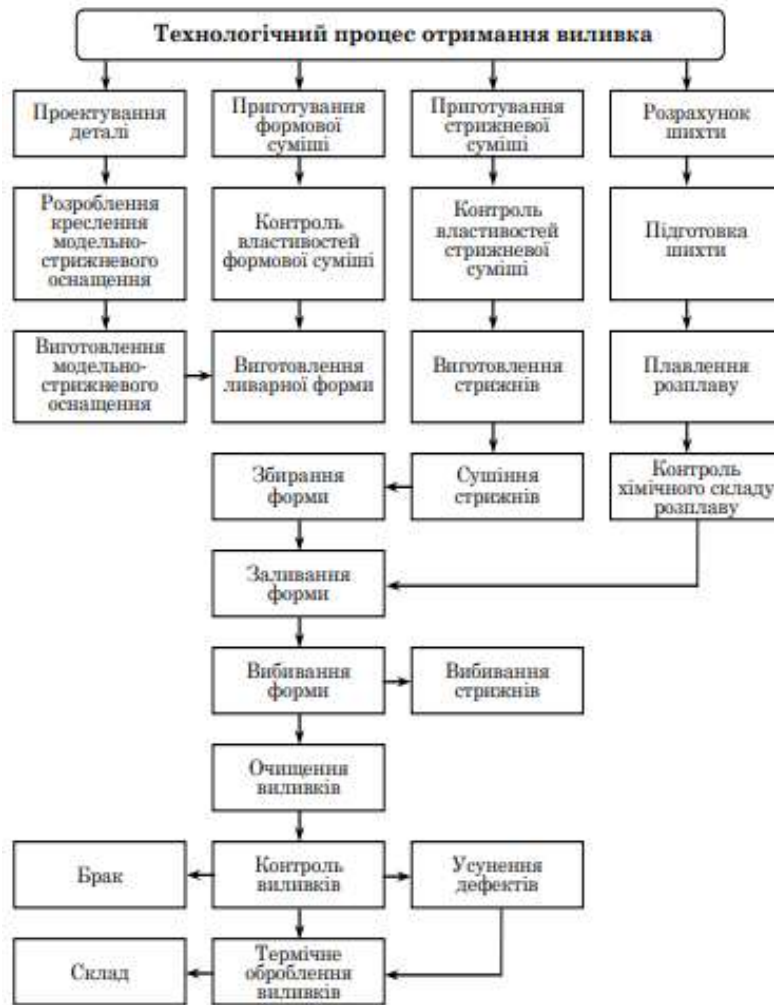 Технологічний процес отримання виливка
Проектування
деталі
Приготування
формової
суміші
Приготування
стрижневої
суміші
Розрахунок
шихти
Розроблення
креслення
модельно-
стрижневого
оснащення
Контроль
властивостей
формової суміші
Контроль
властивостей
стрижневої
суміші
Підготовка
шихти
Виготовлення
модельно-
стрижневого
оснащення
Виготовлення
ливарної форми
Виготовлення
стрижнів
Плавлення
розплаву
Збирання
форми
Сушіння
стрижнів
Контроль
хімічного складу
розплаву
Заливання
форми
Вибивання
форми
Вибивання
стрижнів
Очищення
виливків
Брак
Контроль
виливків
Усунення
дефектів
Склад
Термічне
оброблення
виливків